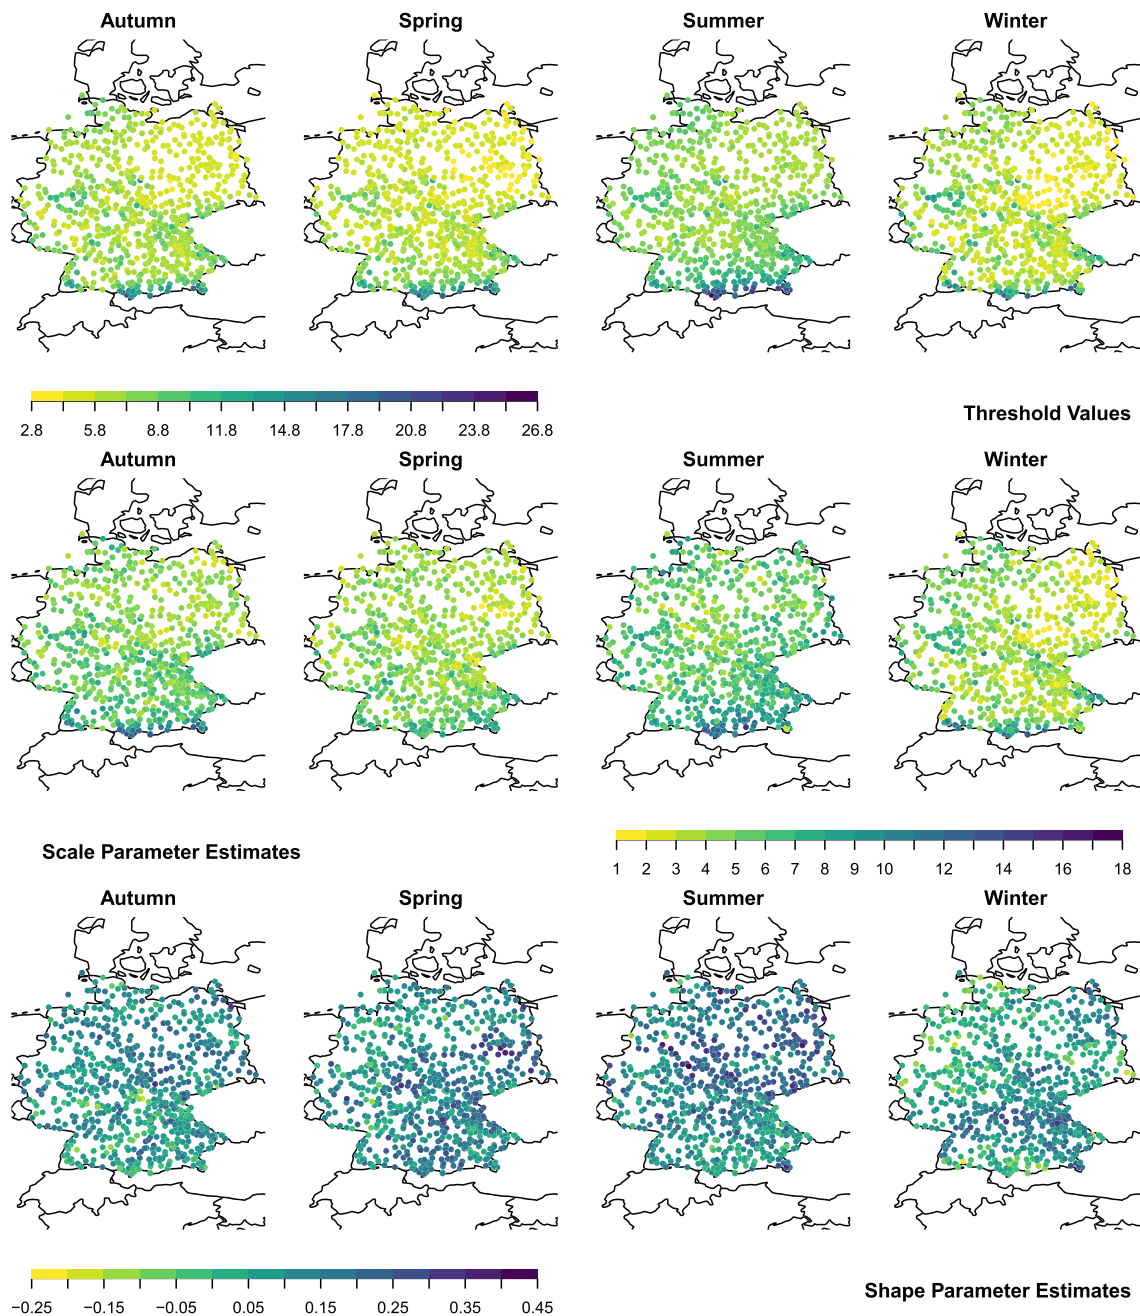 Autumn Spring Summer Winter
2.8 5.8 8.8 11.8 14.8 17.8 20.8 23.8 26.8
Threshold Values
Autumn Spring Summer Winter
Scale Parameter Estimates
1 2 3 4 5 6 7 8 9 10 12 14 16 18
Autumn Spring Summer Winter
−0.25 −0.15 −0.05 0.05 0.15 0.25 0.35 0.45
Shape Parameter Estimates